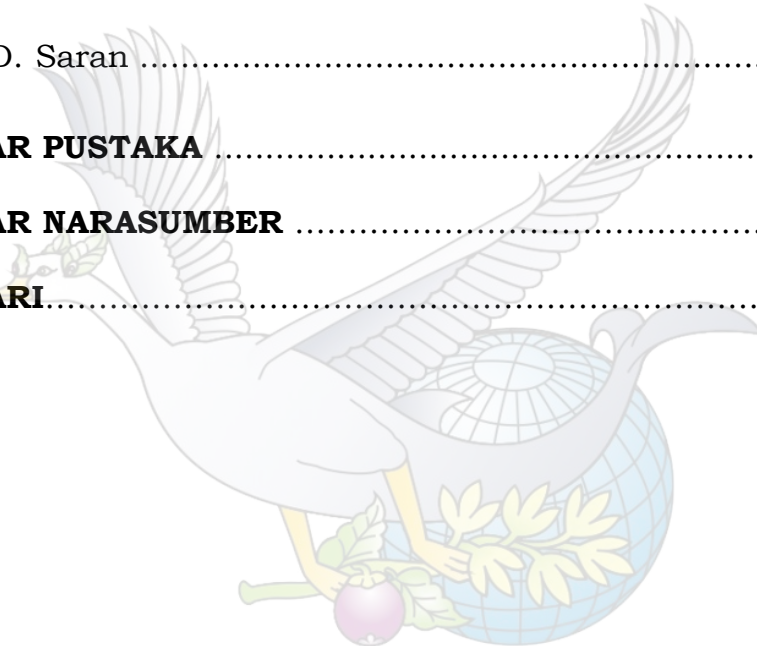 D. Saran ........................................................................
AR PUSTAKA ................................................................
AR NARASUMBER ........................................................
ARI................................................................................